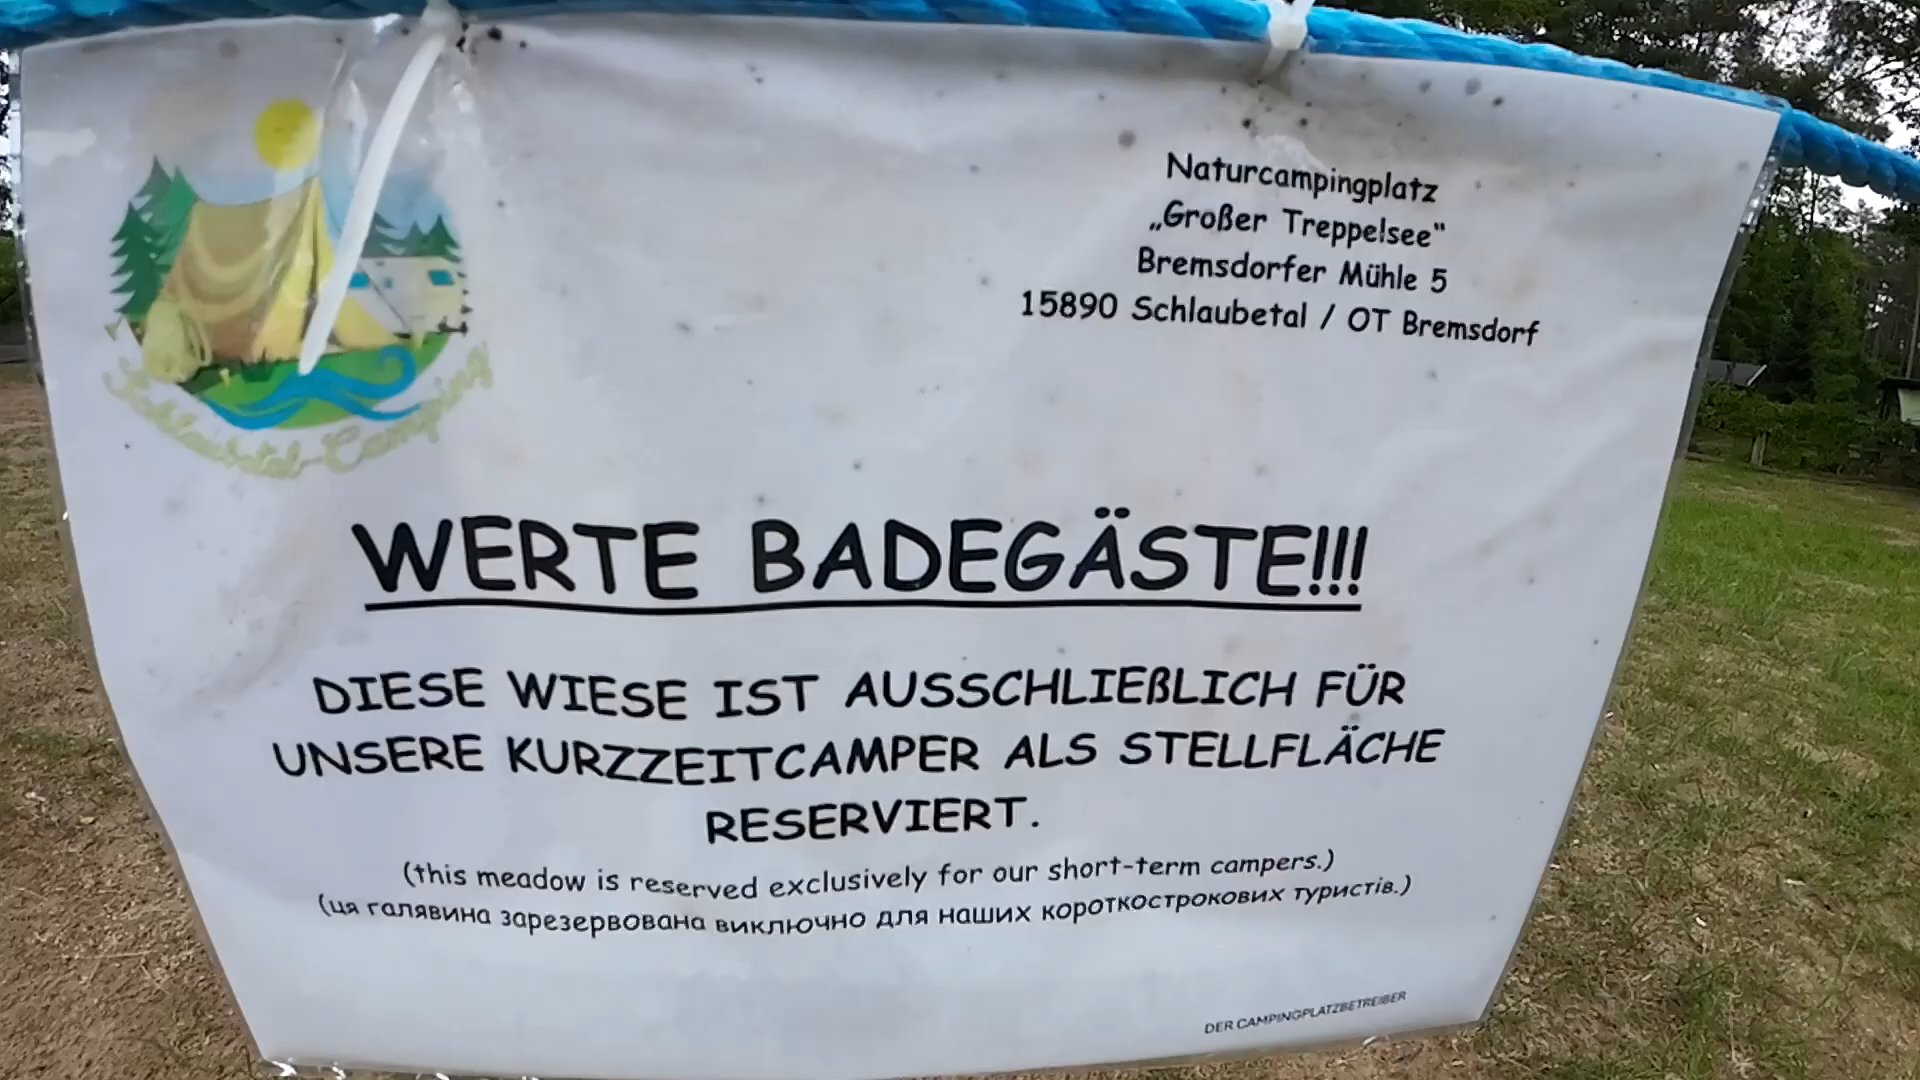 Naturcampingplatz
„Großer Treppelsee“
Bremsdorfer Mühle 5
15890 Schlaubetal / OT Bremsdorf
Schlaubetal-Camping
WERTE BADEGÄSTE!!!
DIESE WIESE IST AUSSCHLIEßLICH FÜR
UNSERE KURZZEITCAMPER ALS STELLFLÄCHE
RESERVIERT.
(this meadow is reserved exclusively for our short-term campers.)
(ця галявина зарезервована виключно для наших короткострокових туристів.)
DER CAMPINGPLATZBETREIBER